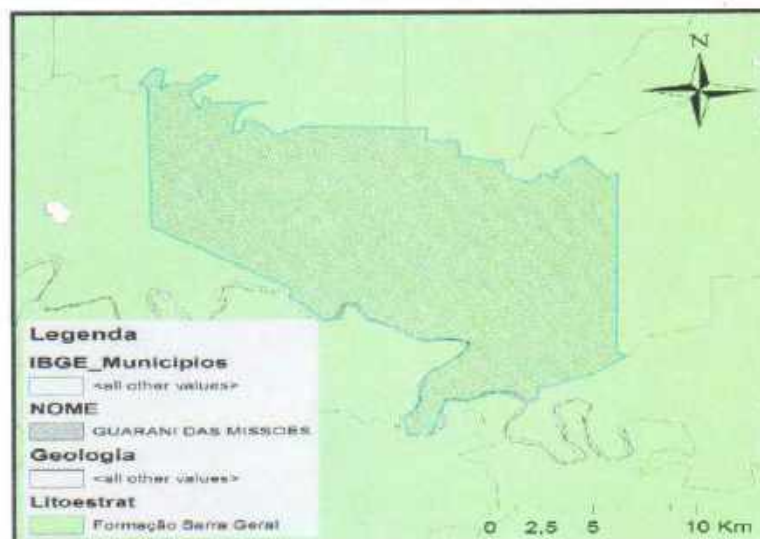 N
Legenda
IBGE_Municipios
<all other values>
NOME
GUARANI DAS MISSOES
Geologia
<all other values>
Litoestrat
Formação Serra Geral
0 2,5 5 10 Km